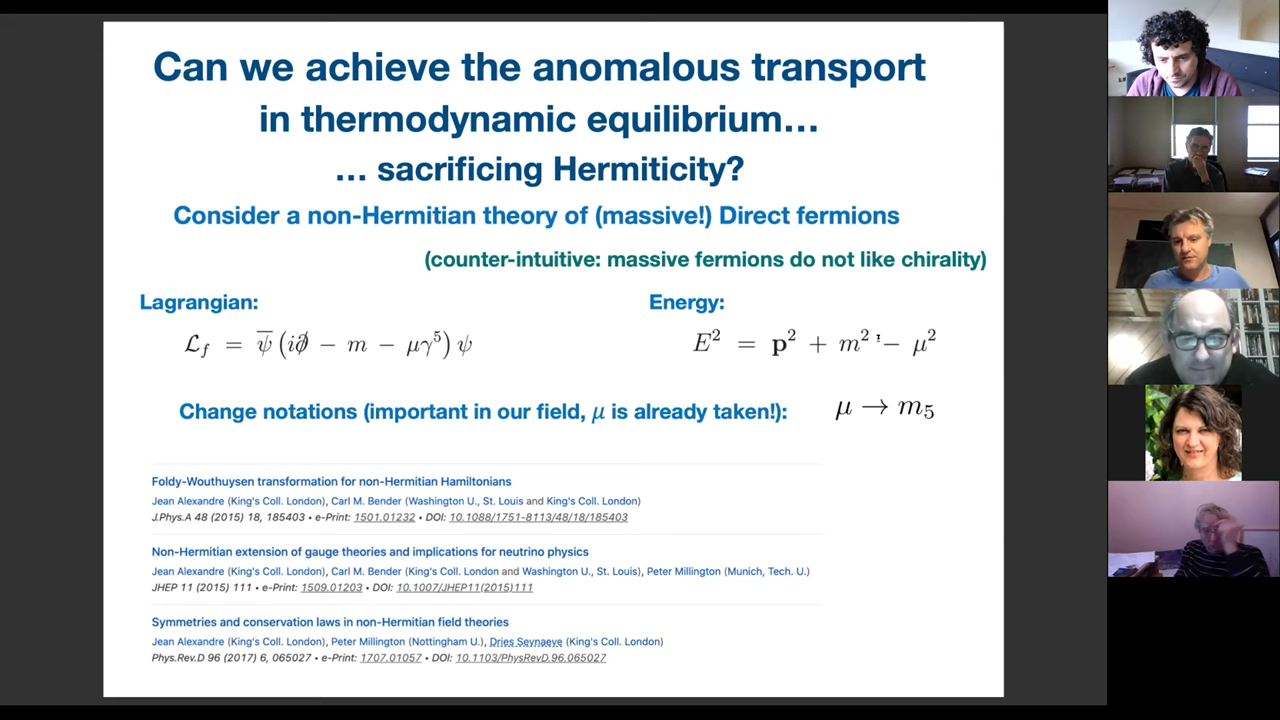 Can we achieve the anomalous transport
in thermodynamic equilibrium…
… sacrificing Hermiticity?
Consider a non-Hermitian theory of (massive!) Direct fermions
(counter-intuitive: massive fermions do not like chirality)
Lagrangian:
Energy:
ℒ_f = ψ̄ (i∂̸ − m − μγ⁵) ψ
E² = 𝐩² + m² − μ²
Change notations (important in our field, μ is already taken!):
μ → m₅
Foldy-Wouthuysen transformation for non-Hermitian Hamiltonians
Jean Alexandre (King's Coll. London), Carl M. Bender (Washington U., St. Louis and King's Coll. London)
J.Phys.A 48 (2015) 18, 185403 • e-Print: 1501.01232 • DOI: 10.1088/1751-8113/48/18/185403
Non-Hermitian extension of gauge theories and implications for neutrino physics
Jean Alexandre (King's Coll. London), Carl M. Bender (King's Coll. London and Washington U., St. Louis), Peter Millington (Munich, Tech. U.)
JHEP 11 (2015) 111 • e-Print: 1509.01203 • DOI: 10.1007/JHEP11(2015)111
Symmetries and conservation laws in non-Hermitian field theories
Jean Alexandre (King's Coll. London), Peter Millington (Nottingham U.), Dries Seynaeve (King's Coll. London)
Phys.Rev.D 96 (2017) 6, 065027 • e-Print: 1707.01057 • DOI: 10.1103/PhysRevD.96.065027